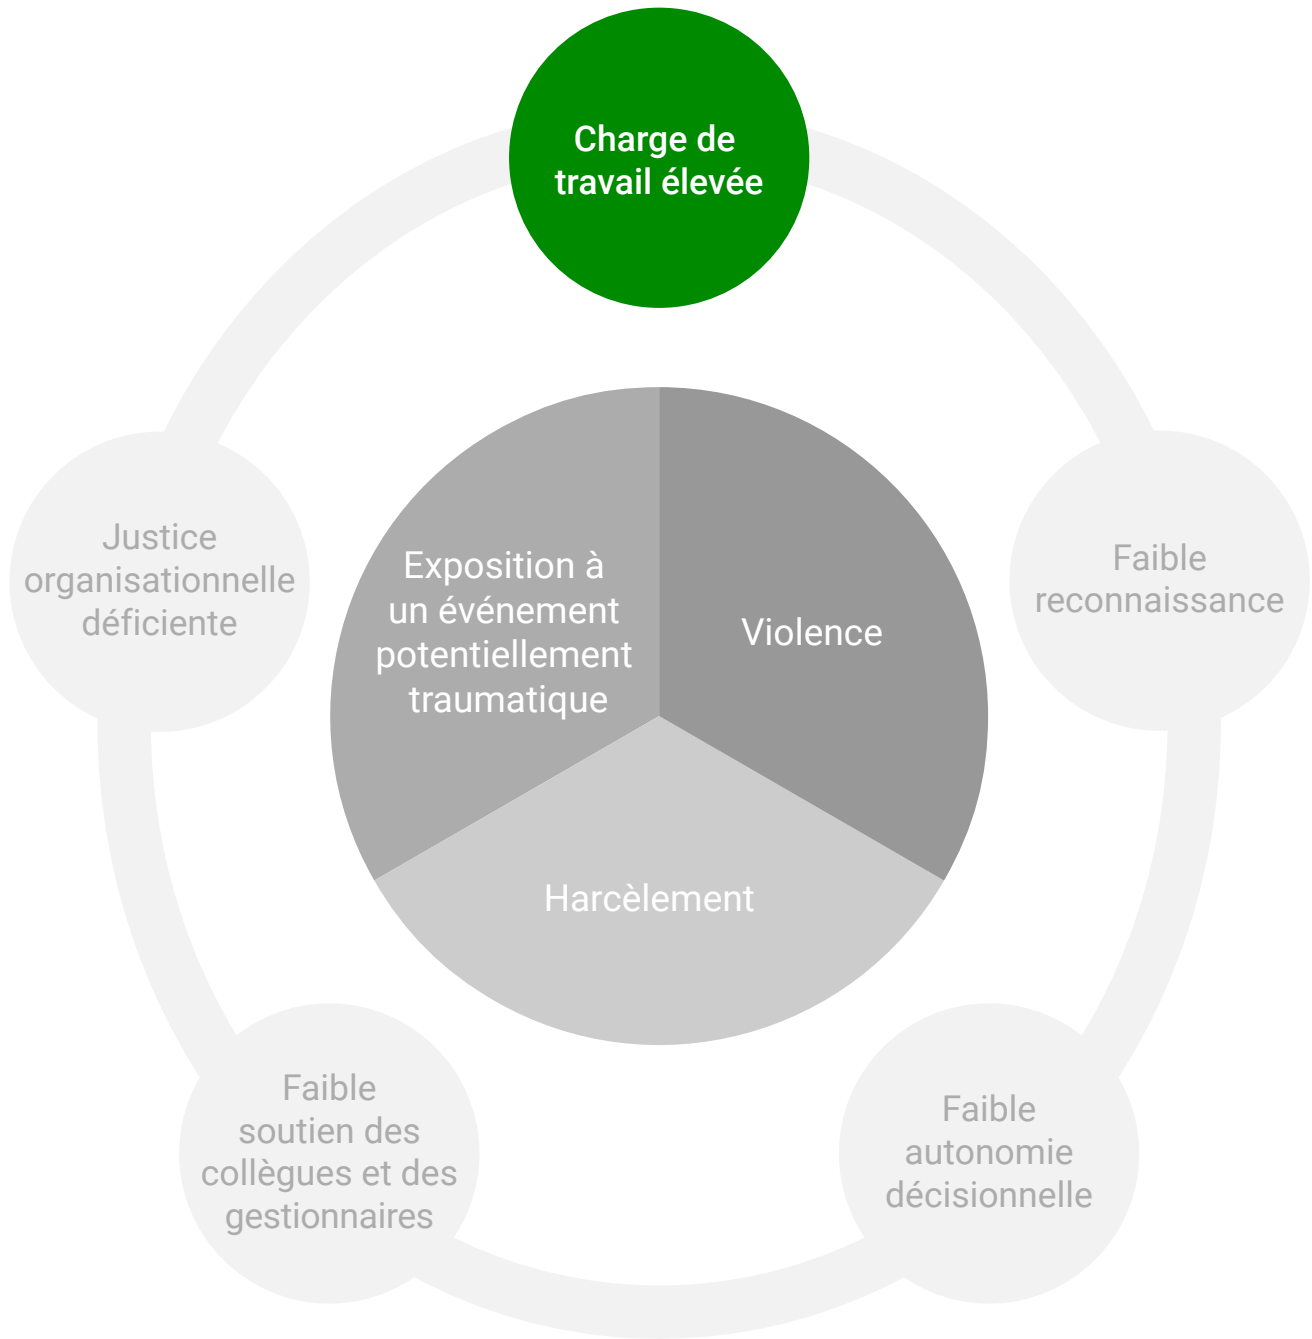 Charge de
travail élevée
Justice
organisationnelle
déficiente
Exposition à
un événement
potentiellement
traumatique
Violence
Faible
reconnaissance
Harcèlement
Faible
soutien des
collègues et des
gestionnaires
Faible
autonomie
décisionnelle